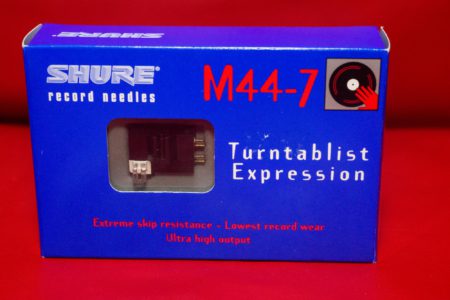 SHURE
record needles
M44-7
Turntablist
Expression
Extreme skip resistance - Lowest record wear
Ultra high output